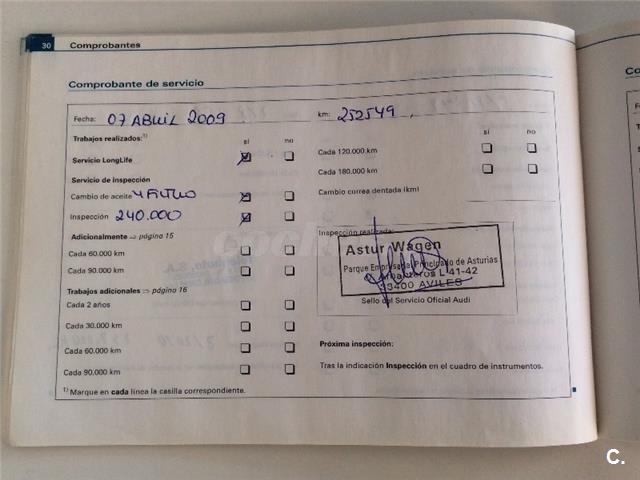 30 Comprobantes
Comprobante de servicio
Fecha: 07 ABRIL 2009 km: 252549.
Trabajos realizados:1) sí no sí no
Servicio LongLife Cada 120.000 km
Servicio de inspección Cada 180.000 km
Cambio de aceite Y FILTRO Cambio correa dentada (km)
Inspección 240.000
Adicionalmente ⇒ página 15 Inspección realizada:
Cada 60.000 km
Cada 90.000 km
Astur Wagen
Parque Empresarial Principado de Asturias
L 41-42
33400 AVILES
Sello del Servicio Oficial Audi
Trabajos adicionales ⇒ página 16
Cada 2 años
Cada 30.000 km
Cada 60.000 km Próxima inspección:
Cada 90.000 km Tras la indicación Inspección en el cuadro de instrumentos.
1) Marque en cada línea la casilla correspondiente.
Co
C.